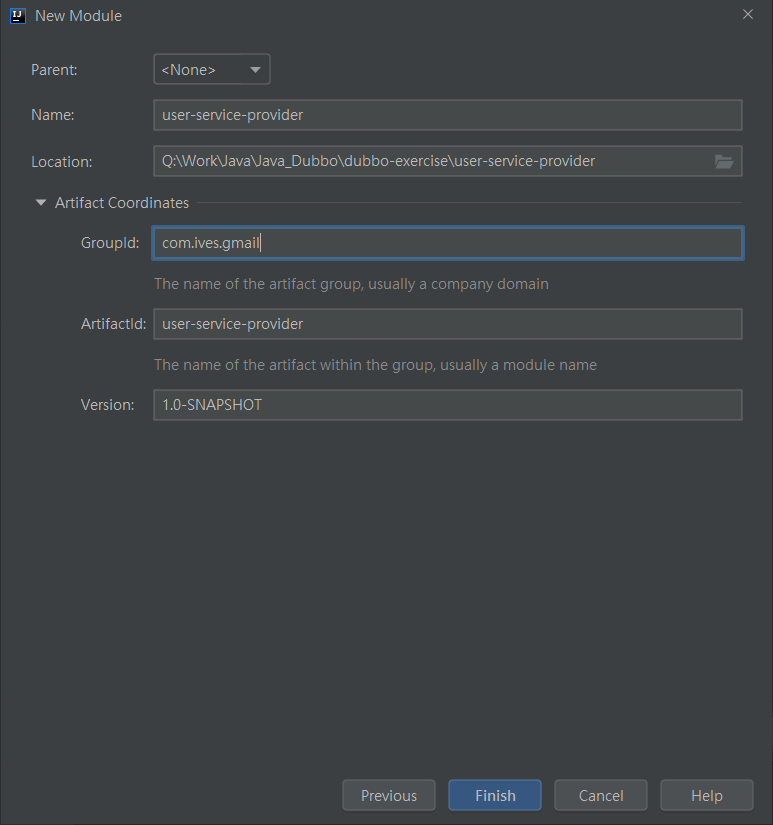 New Module
Parent: <None>
Name: user-service-provider
Location: Q:\Work\Java\Java_Dubbo\dubbo-exercise\user-service-provider
Artifact Coordinates
GroupId: com.ives.gmail
The name of the artifact group, usually a company domain
ArtifactId: user-service-provider
The name of the artifact within the group, usually a module name
Version: 1.0-SNAPSHOT
Previous Finish Cancel Help